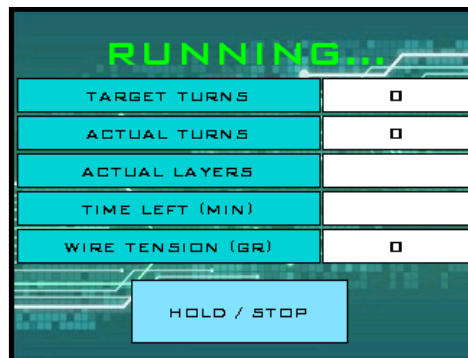 RUNNING...
TARGET TURNS 0
ACTUAL TURNS 0
ACTUAL LAYERS
TIME LEFT (MIN)
WIRE TENSION (GR) 0
HOLD / STOP